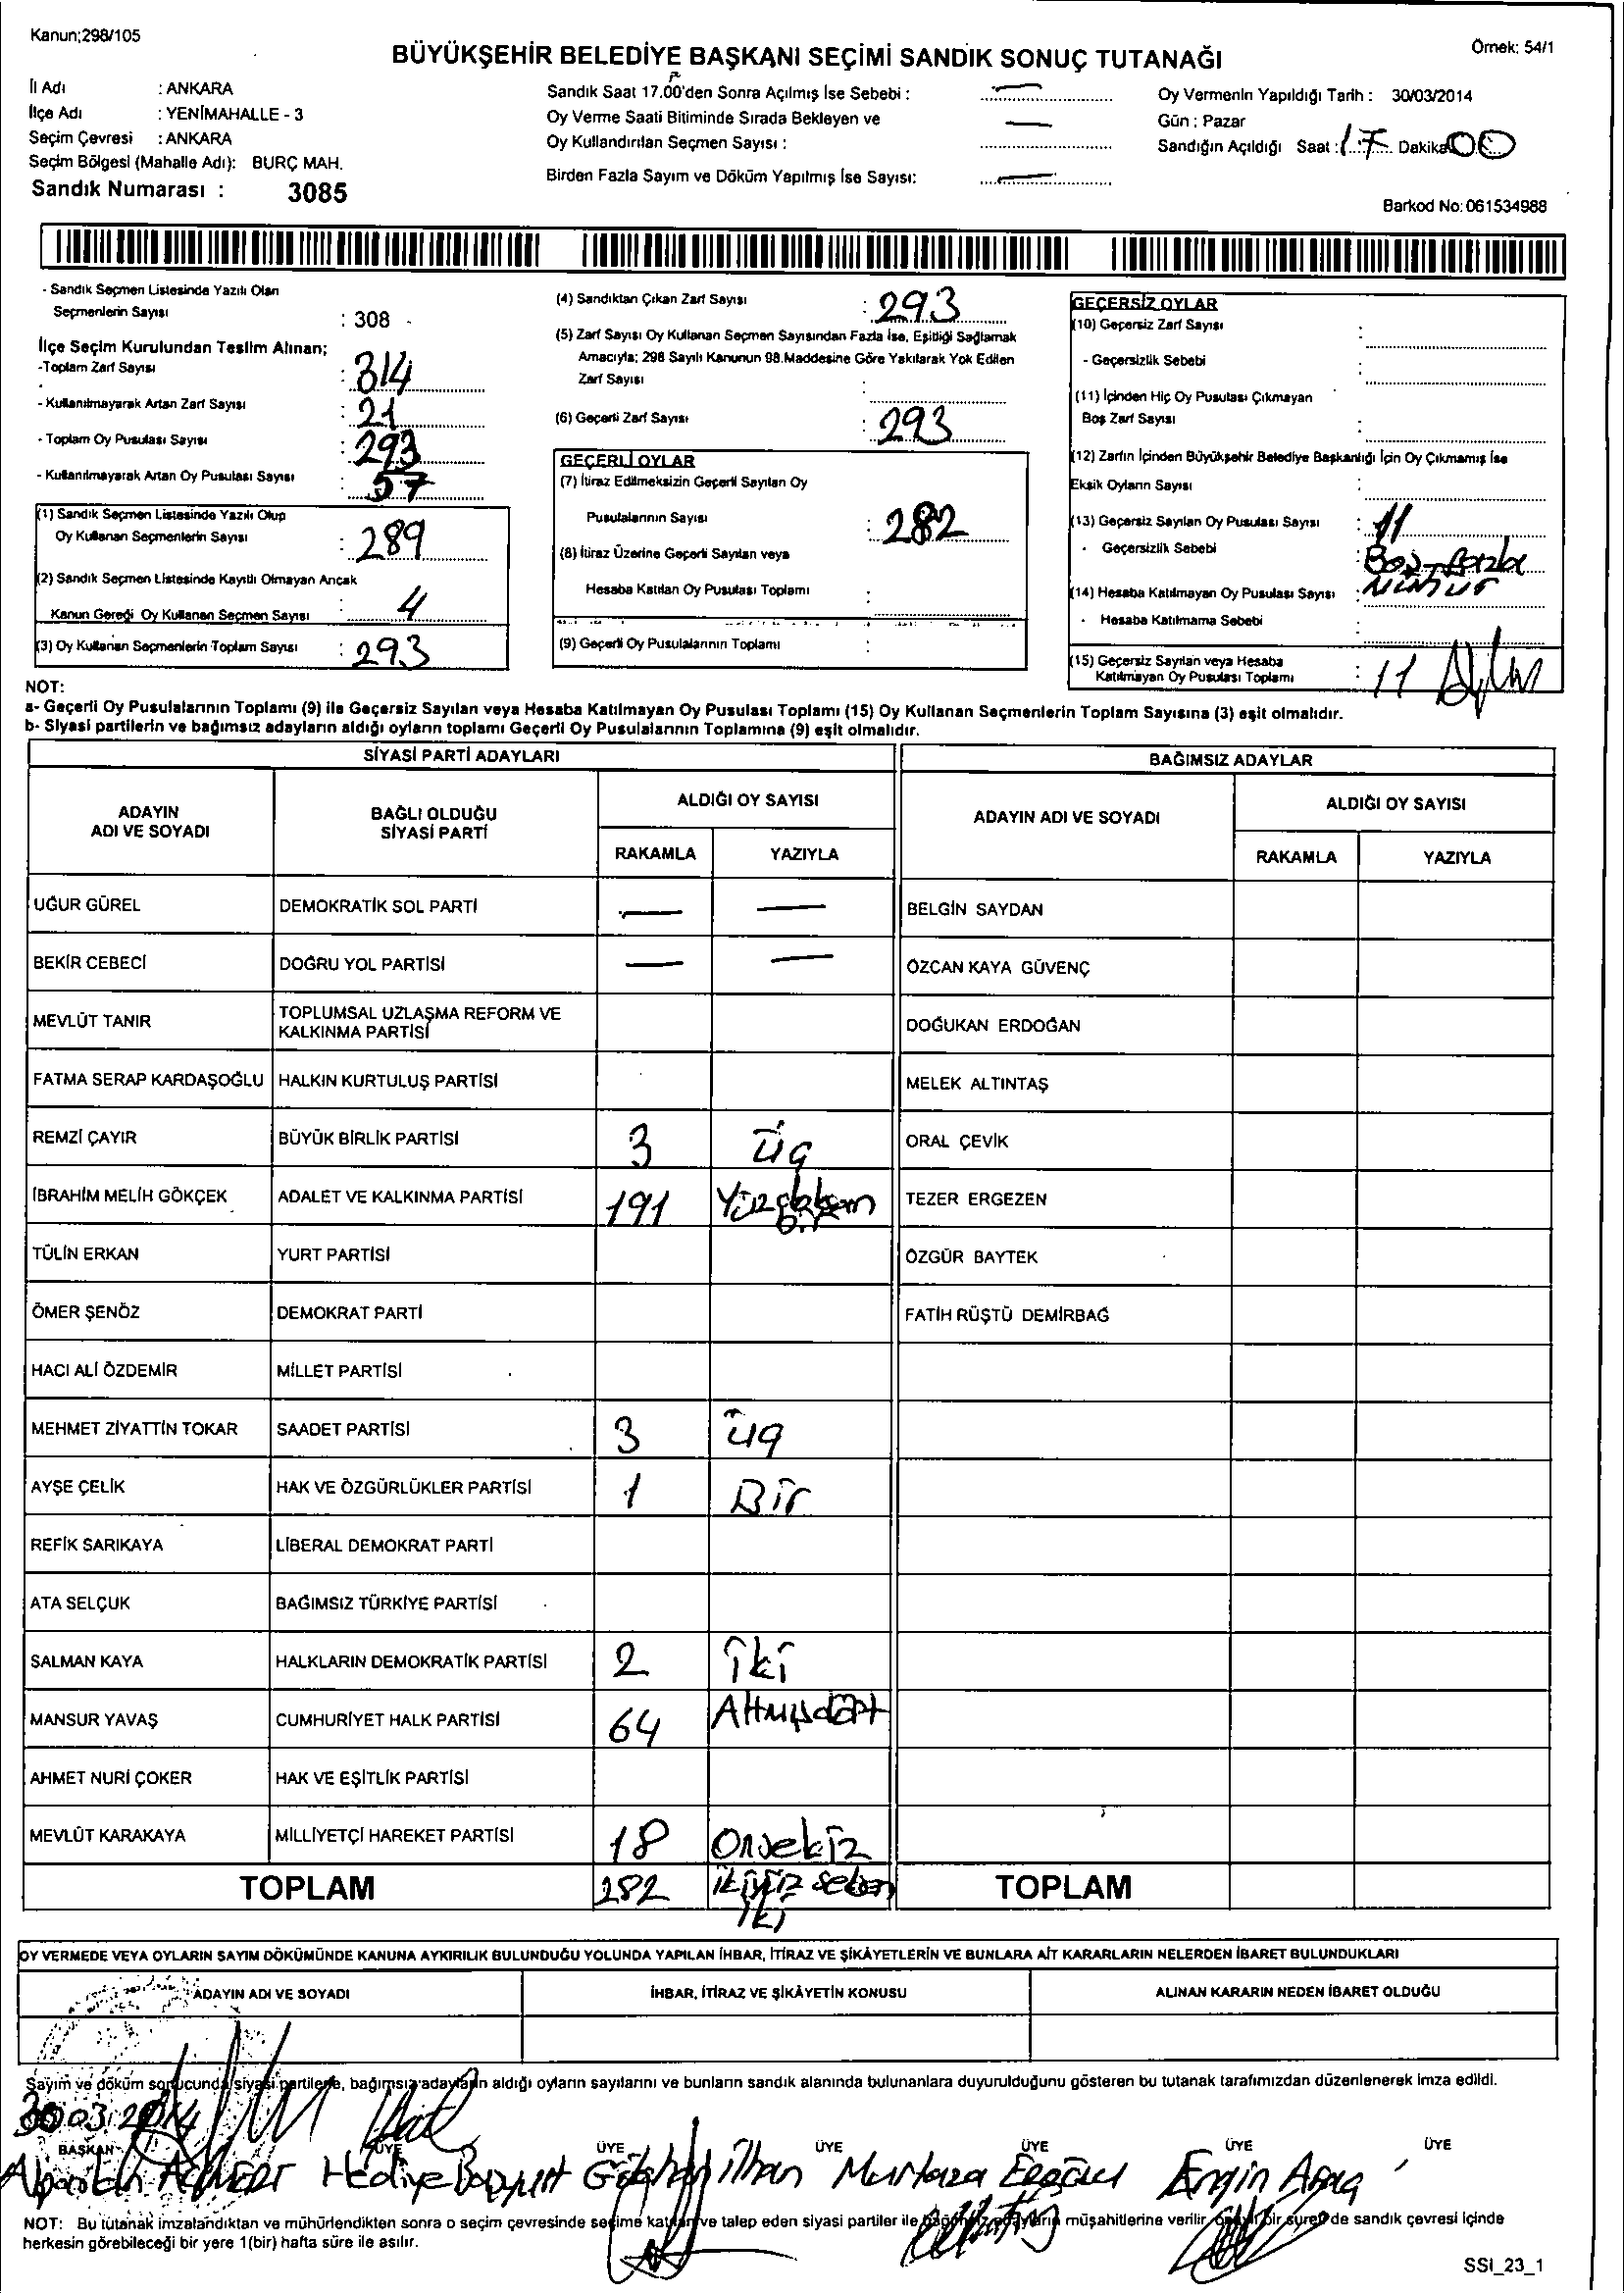 Kanun;298/105
Örnek: 54/1
BÜYÜKŞEHİR BELEDİYE BAŞKANI SEÇİMİ SANDIK SONUÇ TUTANAĞI
İl Adı : ANKARA
İlçe Adı : YENİMAHALLE - 3
Seçim Çevresi : ANKARA
Seçim Bölgesi (Mahalle Adı): BURÇ MAH.
Sandık Numarası : 3085
Sandık Saat 17.00'den Sonra Açılmış İse Sebebi : —
Oy Verme Saati Bitiminde Sırada Bekleyen ve
Oy Kullandırılan Seçmen Sayısı : —
Birden Fazla Sayım ve Döküm Yapılmış İse Sayısı: —
Oy Vermenin Yapıldığı Tarih : 30/03/2014
Gün : Pazar
Sandığın Açıldığı Saat : 17 Dakika 00
Barkod No: 061534988
- Sandık Seçmen Listesinde Yazılı Olan
Seçmenlerin Sayısı : 308
İlçe Seçim Kurulundan Teslim Alınan;
-Toplam Zarf Sayısı : 314
- Kullanılmayarak Artan Zarf Sayısı : 21
- Toplam Oy Pusulası Sayısı : 293
- Kullanılmayarak Artan Oy Pusulası Sayısı : 57
(1) Sandık Seçmen Listesinde Yazılı Olup
Oy Kullanan Seçmenlerin Sayısı : 289
(2) Sandık Seçmen Listesinde Kayıtlı Olmayan Ancak
Kanun Gereği Oy Kullanan Seçmen Sayısı : 4
(3) Oy Kullanan Seçmenlerin Toplam Sayısı : 293
(4) Sandıktan Çıkan Zarf Sayısı : 293
(5) Zarf Sayısı Oy Kullanan Seçmen Sayısından Fazla İse, Eşitliği Sağlamak
Amacıyla; 298 Sayılı Kanunun 98.Maddesine Göre Yakılarak Yok Edilen
Zarf Sayısı :
(6) Geçerli Zarf Sayısı : 293
GEÇERLİ OYLAR
(7) İtiraz Edilmeksizin Geçerli Sayılan Oy
Pusulalarının Sayısı : 282
(8) İtiraz Üzerine Geçerli Sayılan veya
Hesaba Katılan Oy Pusulası Toplamı :
(9) Geçerli Oy Pusulalarının Toplamı :
GEÇERSİZ OYLAR
(10) Geçersiz Zarf Sayısı :
- Geçersizlik Sebebi :
(11) İçinden Hiç Oy Pusulası Çıkmayan
Boş Zarf Sayısı :
(12) Zarfın İçinden Büyükşehir Belediye Başkanlığı İçin Oy Çıkmamış İse
Eksik Oyların Sayısı :
(13) Geçersiz Sayılan Oy Pusulası Sayısı : 11
- Geçersizlik Sebebi : Boş-fazla
mühür
(14) Hesaba Katılmayan Oy Pusulası Sayısı :
- Hesaba Katılmama Sebebi :
(15) Geçersiz Sayılan veya Hesaba
Katılmayan Oy Pusulası Toplamı : 11
NOT:
a- Geçerli Oy Pusulalarının Toplamı (9) ile Geçersiz Sayılan veya Hesaba Katılmayan Oy Pusulası Toplamı (15) Oy Kullanan Seçmenlerin Toplam Sayısına (3) eşit olmalıdır.
b- Siyasi partilerin ve bağımsız adayların aldığı oyların toplamı Geçerli Oy Pusulalarının Toplamına (9) eşit olmalıdır.
SİYASİ PARTİ ADAYLARI
BAĞIMSIZ ADAYLAR
ADAYIN ADI VE SOYADI
BAĞLI OLDUĞU SİYASİ PARTİ
ALDIĞI OY SAYISI
RAKAMLA YAZIYLA
ADAYIN ADI VE SOYADI
ALDIĞI OY SAYISI
RAKAMLA YAZIYLA
UĞUR GÜREL DEMOKRATİK SOL PARTİ — — BELGİN SAYDAN
BEKİR CEBECİ DOĞRU YOL PARTİSİ — — ÖZCAN KAYA GÜVENÇ
MEVLÜT TANIR TOPLUMSAL UZLAŞMA REFORM VE KALKINMA PARTİSİ DOĞUKAN ERDOĞAN
FATMA SERAP KARDAŞOĞLU HALKIN KURTULUŞ PARTİSİ MELEK ALTINTAŞ
REMZİ ÇAYIR BÜYÜK BİRLİK PARTİSİ 3 üç ORAL ÇEVİK
İBRAHİM MELİH GÖKÇEK ADALET VE KALKINMA PARTİSİ 191 bir TEZER ERGEZEN
TÜLİN ERKAN YURT PARTİSİ ÖZGÜR BAYTEK
ÖMER ŞENÖZ DEMOKRAT PARTİ FATİH RÜŞTÜ DEMİRBAĞ
HACI ALİ ÖZDEMİR MİLLET PARTİSİ
MEHMET ZİYATTİN TOKAR SAADET PARTİSİ 3 üç
AYŞE ÇELİK HAK VE ÖZGÜRLÜKLER PARTİSİ 1 Bir
REFİK SARIKAYA LİBERAL DEMOKRAT PARTİ
ATA SELÇUK BAĞIMSIZ TÜRKİYE PARTİSİ
SALMAN KAYA HALKLARIN DEMOKRATİK PARTİSİ 2 iki
MANSUR YAVAŞ CUMHURİYET HALK PARTİSİ 64 Altmışdört
AHMET NURİ ÇOKER HAK VE EŞİTLİK PARTİSİ
MEVLÜT KARAKAYA MİLLİYETÇİ HAREKET PARTİSİ 18 Onsekiz
TOPLAM 282 ikiyüz seksen iki TOPLAM
OY VERMEDE VEYA OYLARIN SAYIM DÖKÜMÜNDE KANUNA AYKIRILIK BULUNDUĞU YOLUNDA YAPILAN İHBAR, İTİRAZ VE ŞİKÂYETLERİN VE BUNLARA AİT KARARLARIN NELERDEN İBARET BULUNDUKLARI
ADAYIN ADI VE SOYADI İHBAR, İTİRAZ VE ŞİKÂYETİN KONUSU ALINAN KARARIN NEDEN İBARET OLDUĞU
Sayım ve döküm sonucunda siyasi partilere, bağımsız adayların aldığı oyların sayılarını ve bunların sandık alanında bulunanlara duyurulduğunu gösteren bu tutanak tarafımızdan düzenlenerek imza edildi.
30.03.2014
BAŞKAN ÜYE ÜYE ÜYE ÜYE ÜYE ÜYE
Hediye Bozyurt Gökhan İlhan Murtaza Eroğlu Engin
NOT: Bu tutanak imzalandıktan ve mühürlendikten sonra o seçim çevresinde seçime katılan ve talep eden siyasi partiler ile bağımsız adayların müşahitlerine verilir, onaylı bir sureti de sandık çevresi içinde
herkesin görebileceği bir yere 1(bir) hafta süre ile asılır.
SSİ_23_1